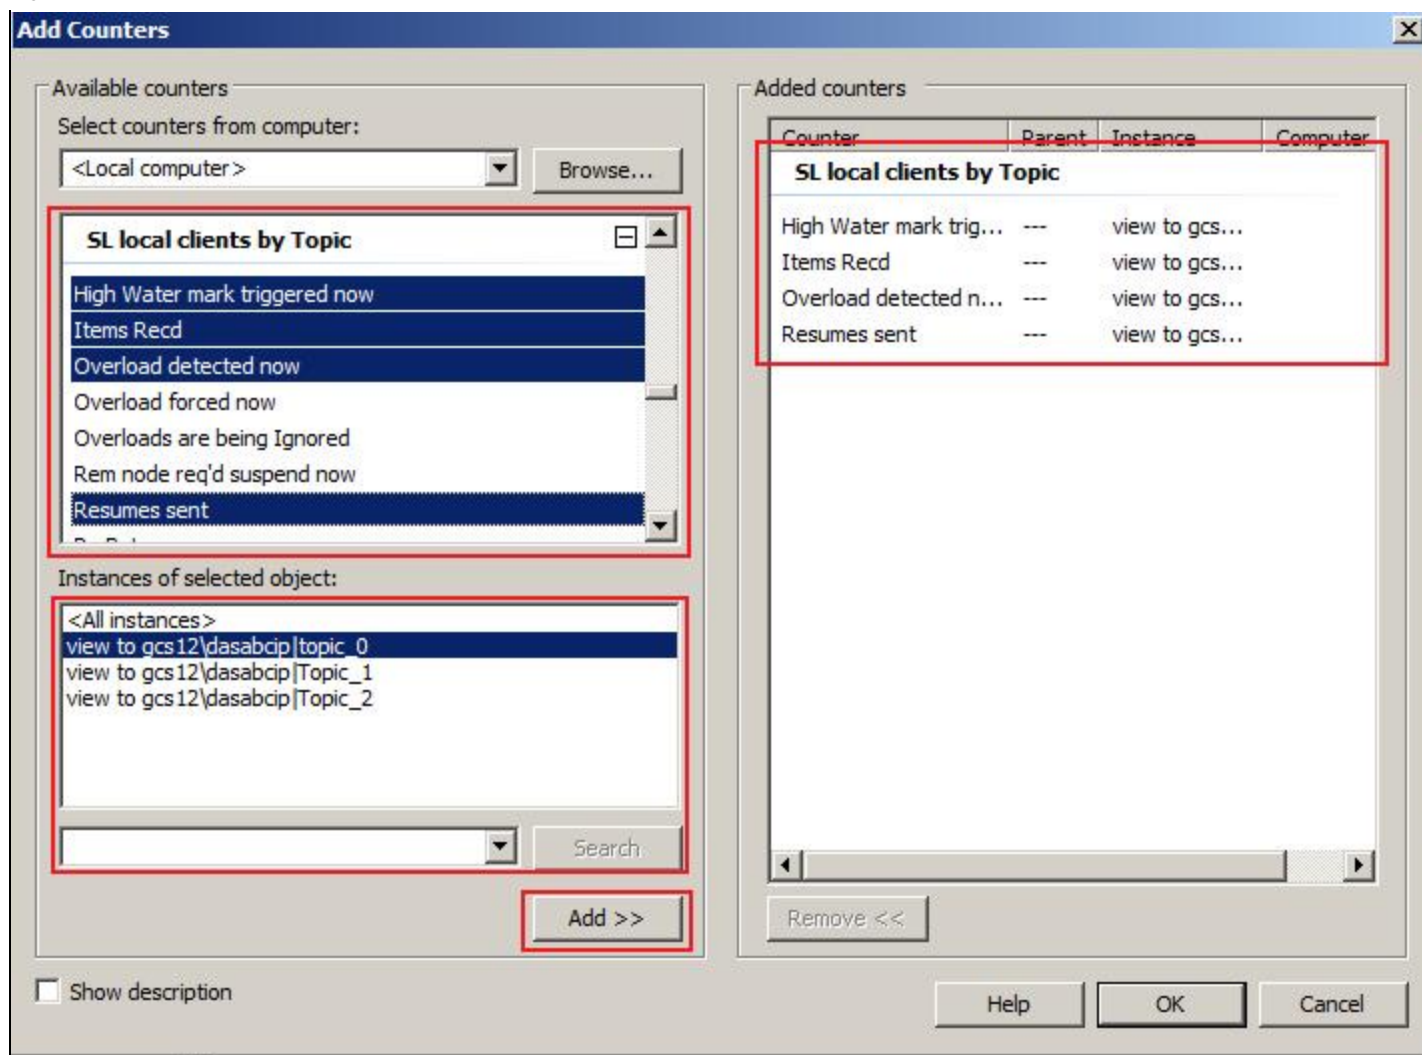 Add Counters
Available counters
Select counters from computer:
<Local computer>
Browse...
SL local clients by Topic
High Water mark triggered now
Items Recd
Overload detected now
Overload forced now
Overloads are being Ignored
Rem node req'd suspend now
Resumes sent
Instances of selected object:
<All instances>
view to gcs12\dasabcip|topic_0
view to gcs12\dasabcip|Topic_1
view to gcs12\dasabcip|Topic_2
Search
Add >>
Show description
Added counters
Counter Parent Instance Computer
SL local clients by Topic
High Water mark trig... --- view to gcs...
Items Recd --- view to gcs...
Overload detected n... --- view to gcs...
Resumes sent --- view to gcs...
Remove <<
Help OK Cancel